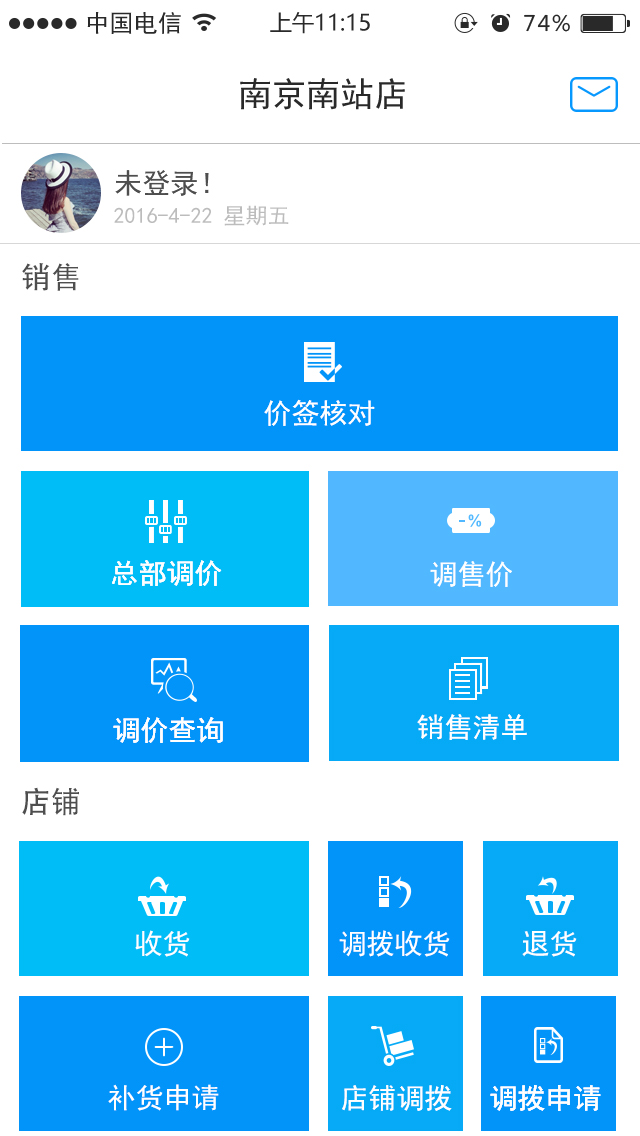 中国电信 上午11:15 74%
南京南站店
未登录!
2016-4-22 星期五
销售
价签核对
-%
总部调价 调售价
调价查询 销售清单
店铺
收货 调拨收货 退货
补货申请 店铺调拨 调拨申请